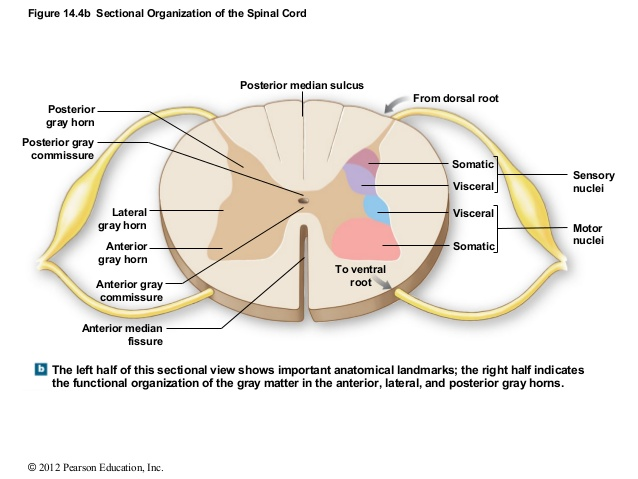 Figure 14.4b Sectional Organization of the Spinal Cord
Posterior median sulcus
From dorsal root
Posterior
gray horn
Posterior gray
commissure
Somatic
Visceral
Sensory
nuclei
Lateral
gray horn
Visceral
Motor
nuclei
Anterior
gray horn
Somatic
To ventral
root
Anterior gray
commissure
Anterior median
fissure
b The left half of this sectional view shows important anatomical landmarks; the right half indicates
the functional organization of the gray matter in the anterior, lateral, and posterior gray horns.
© 2012 Pearson Education, Inc.